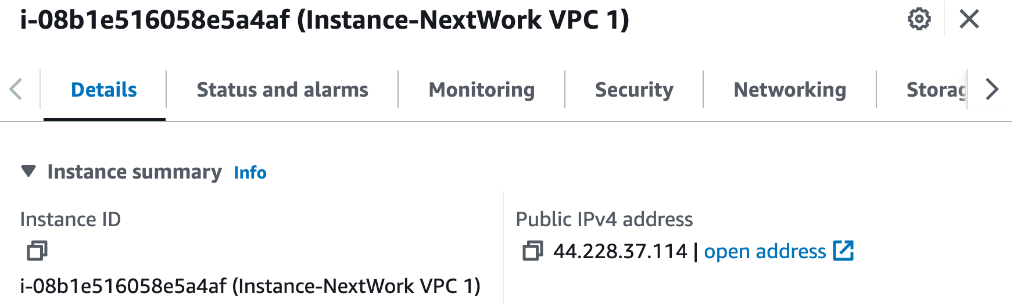 i-08b1e516058e5a4af (Instance-NextWork VPC 1)
Details Status and alarms Monitoring Security Networking
Instance summary Info
Instance ID
Public IPv4 address
44.228.37.114 | open address
i-08b1e516058e5a4af (Instance-NextWork VPC 1)